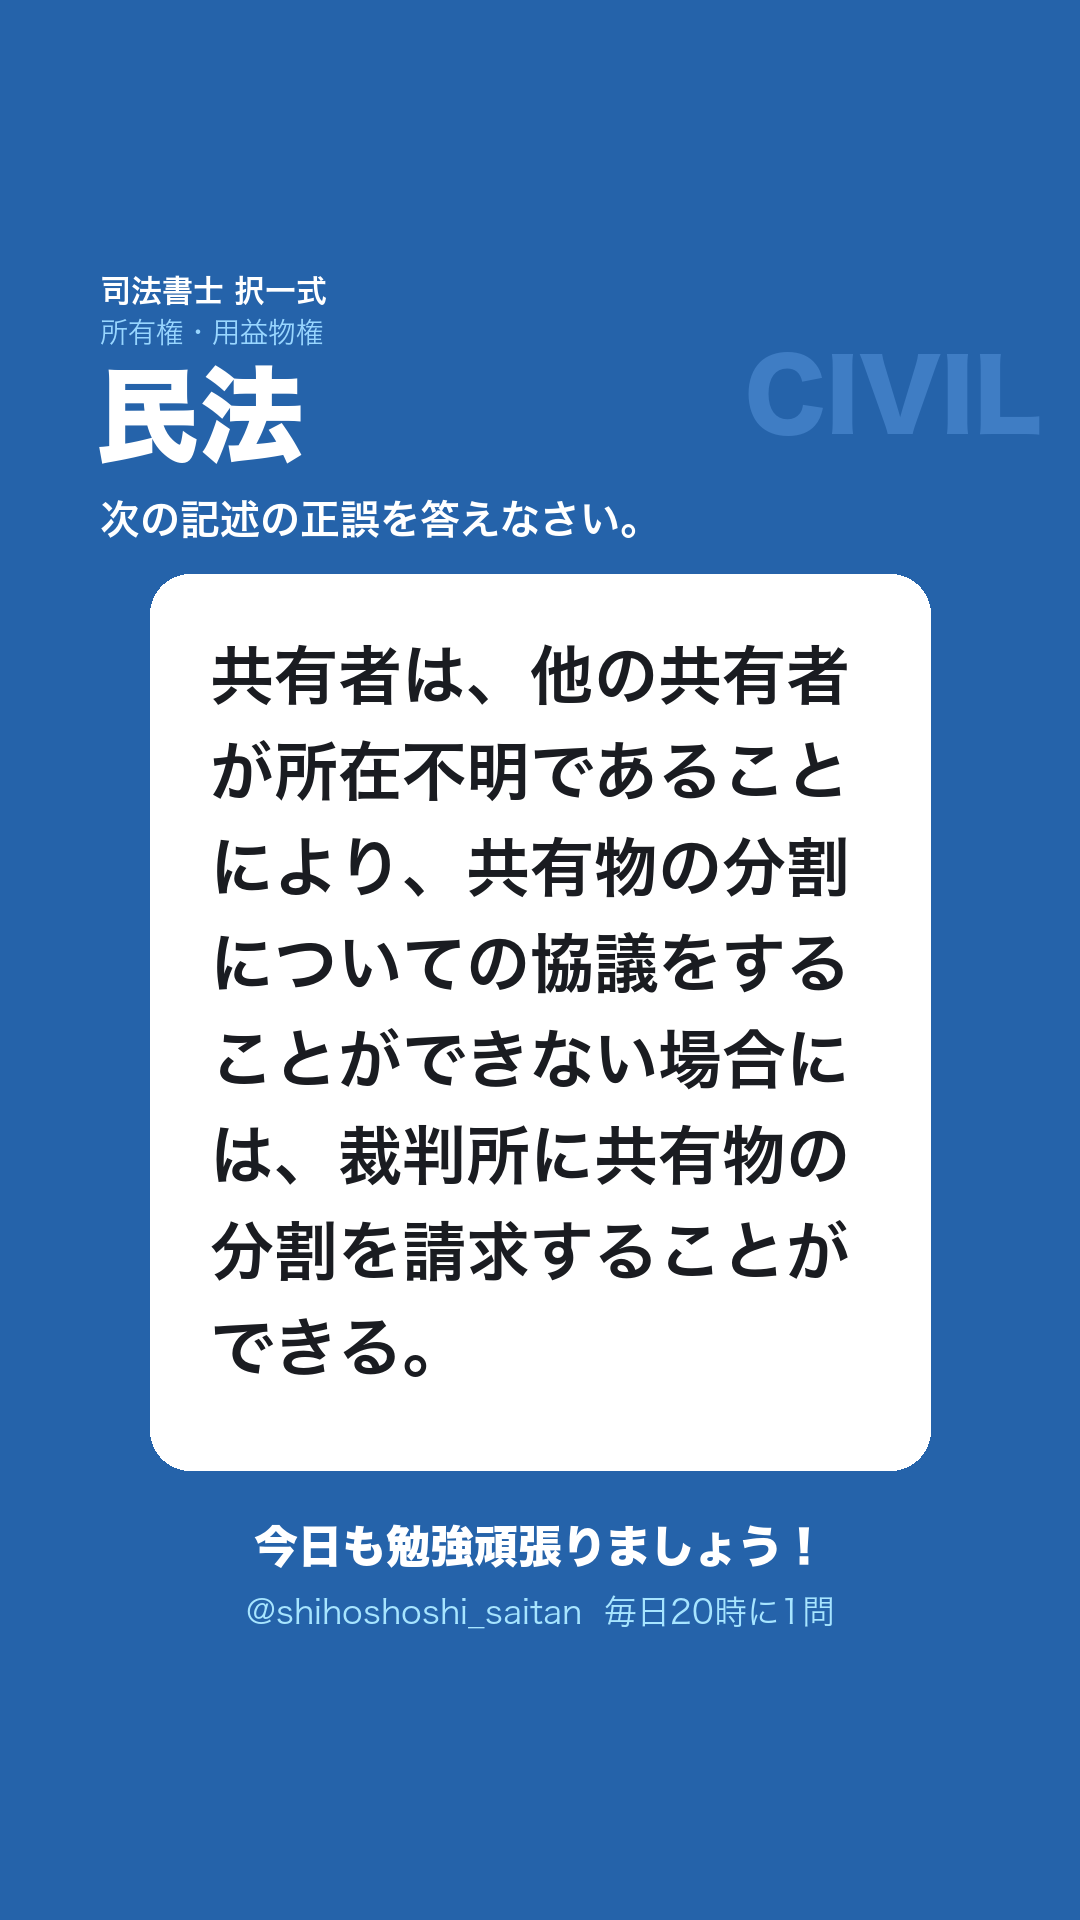 司法書士 択一式
所有権・用益物権
民法
CIVIL
次の記述の正誤を答えなさい。
共有者は、他の共有者
が所在不明であること
により、共有物の分割
についての協議をする
ことができない場合に
は、裁判所に共有物の
分割を請求することが
できる。
今日も勉強頑張りましょう！
@shihoshoshi_saitan 毎日20時に1問